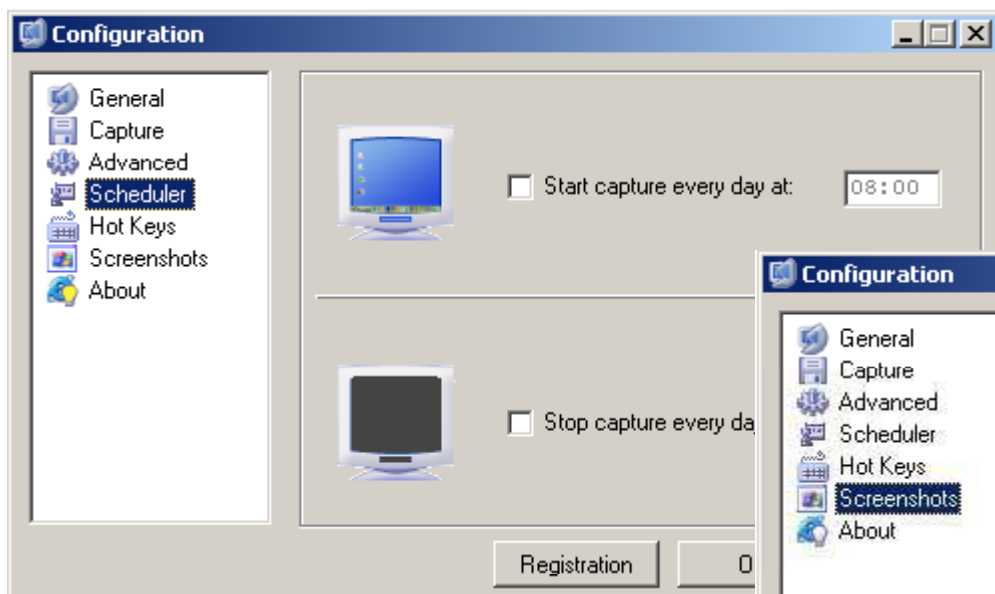 Configuration
General
Capture
Advanced
Scheduler
Hot Keys
Screenshots
About
Start capture every day at: 08:00
Stop capture every
Registration
Configuration
General
Capture
Advanced
Scheduler
Hot Keys
Screenshots
About